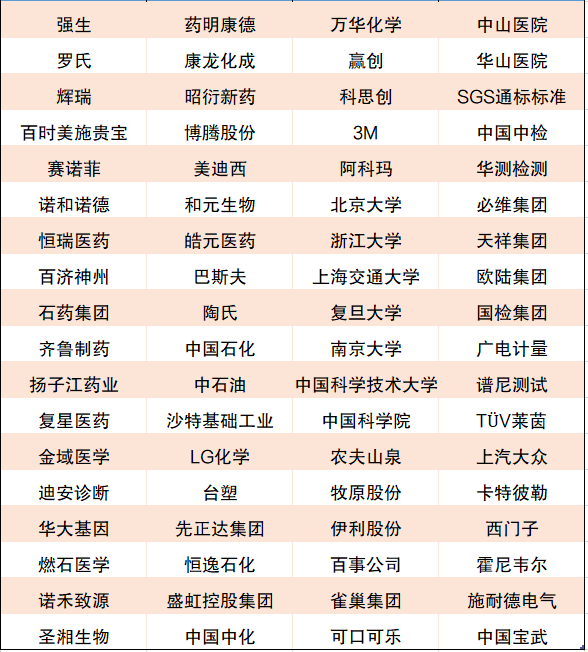 强生 药明康德 万华化学 中山医院
罗氏 康龙化成 赢创 华山医院
辉瑞 昭衍新药 科思创 SGS通标标准
百时美施贵宝 博腾股份 3M 中国中检
赛诺菲 美迪西 阿科玛 华测检测
诺和诺德 和元生物 北京大学 必维集团
恒瑞医药 皓元医药 浙江大学 天祥集团
百济神州 巴斯夫 上海交通大学 欧陆集团
石药集团 陶氏 复旦大学 国检集团
齐鲁制药 中国石化 南京大学 广电计量
扬子江药业 中石油 中国科学技术大学 谱尼测试
复星医药 沙特基础工业 中国科学院 TÜV莱茵
金域医学 LG化学 农夫山泉 上汽大众
迪安诊断 台塑 牧原股份 卡特彼勒
华大基因 先正达集团 伊利股份 西门子
燃石医学 恒逸石化 百事公司 霍尼韦尔
诺禾致源 盛虹控股集团 雀巢集团 施耐德电气
圣湘生物 中国中化 可口可乐 中国宝武